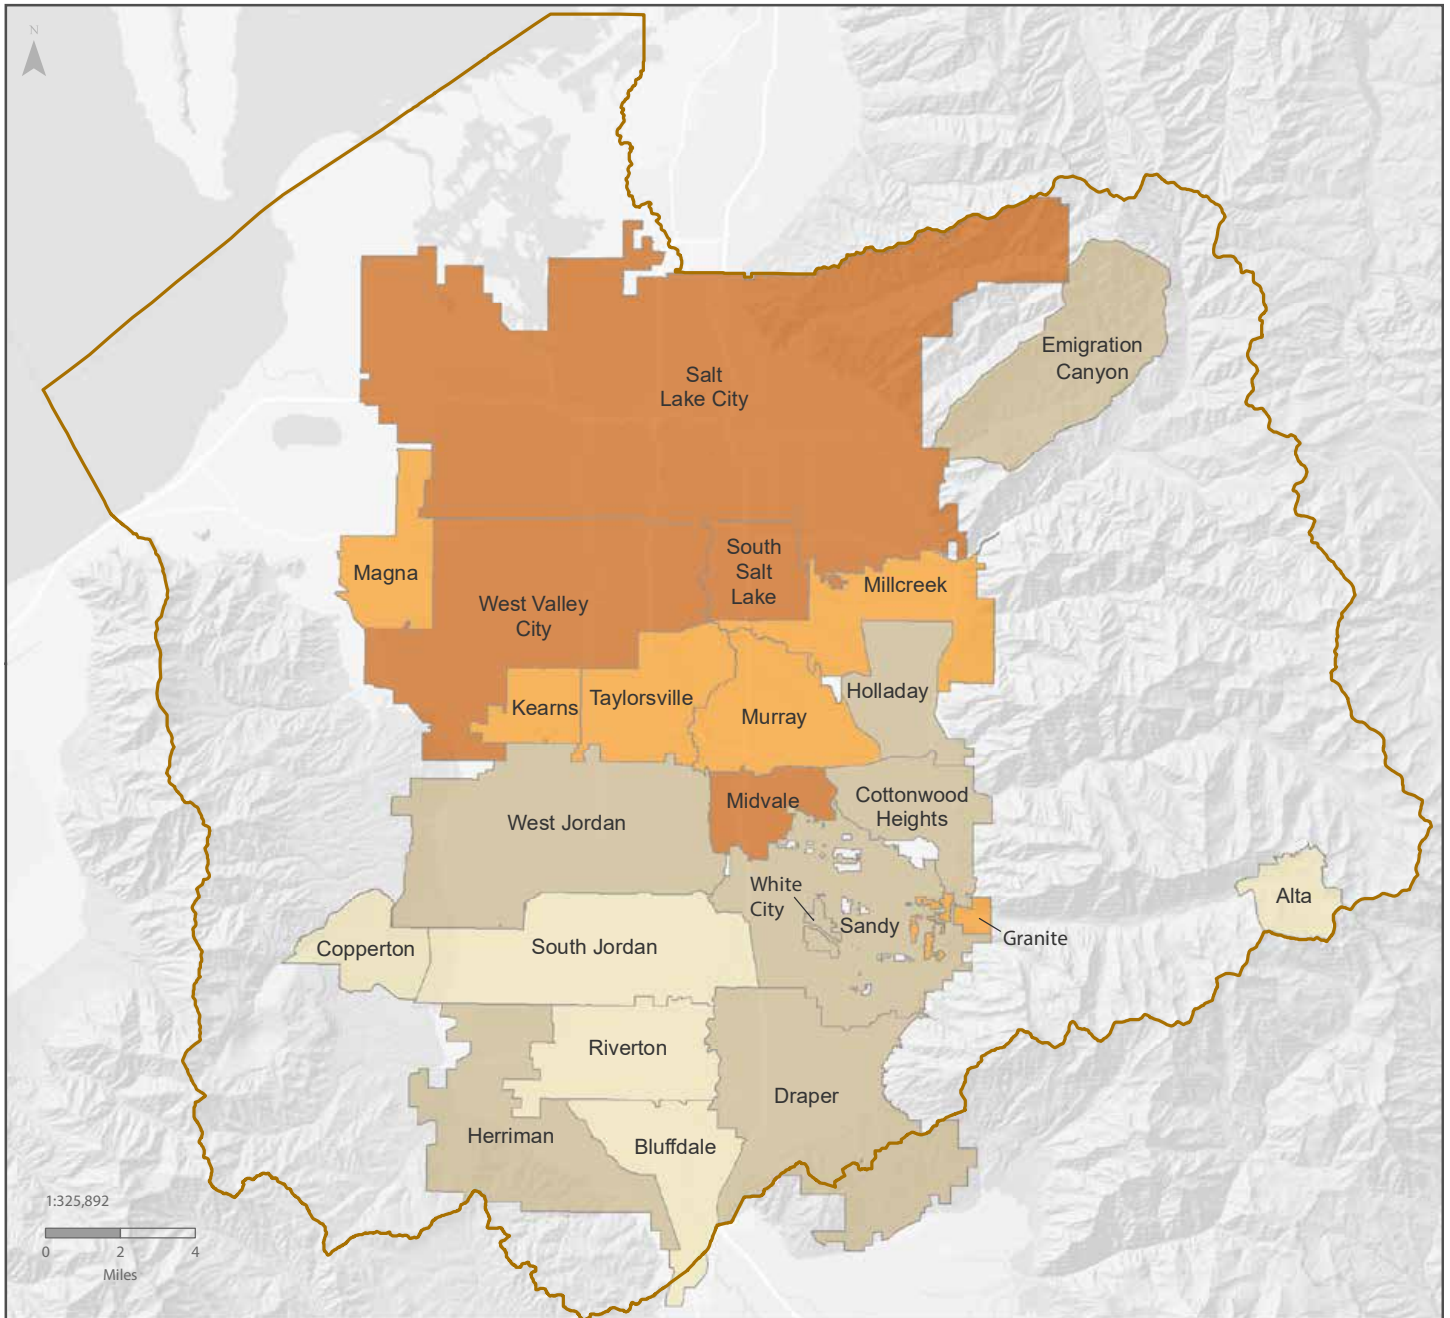 N
Salt
Lake City
Emigration
Canyon
South
Salt
Lake
Magna
Millcreek
West Valley
City
Holladay
Taylorsville
Kearns
Murray
Midvale
Cottonwood
Heights
West Jordan
White
City
Sandy
Alta
Granite
Copperton
South Jordan
Riverton
Draper
Herriman
Bluffdale
1:325,892
0 2 4
Miles